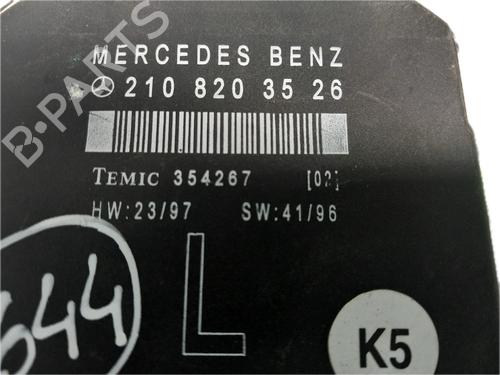 MERCEDES BENZ
210 820 35 26
TEMIC 354267 [02]
HW:23/97 SW:41/96
L
644
K5
B-PARTS